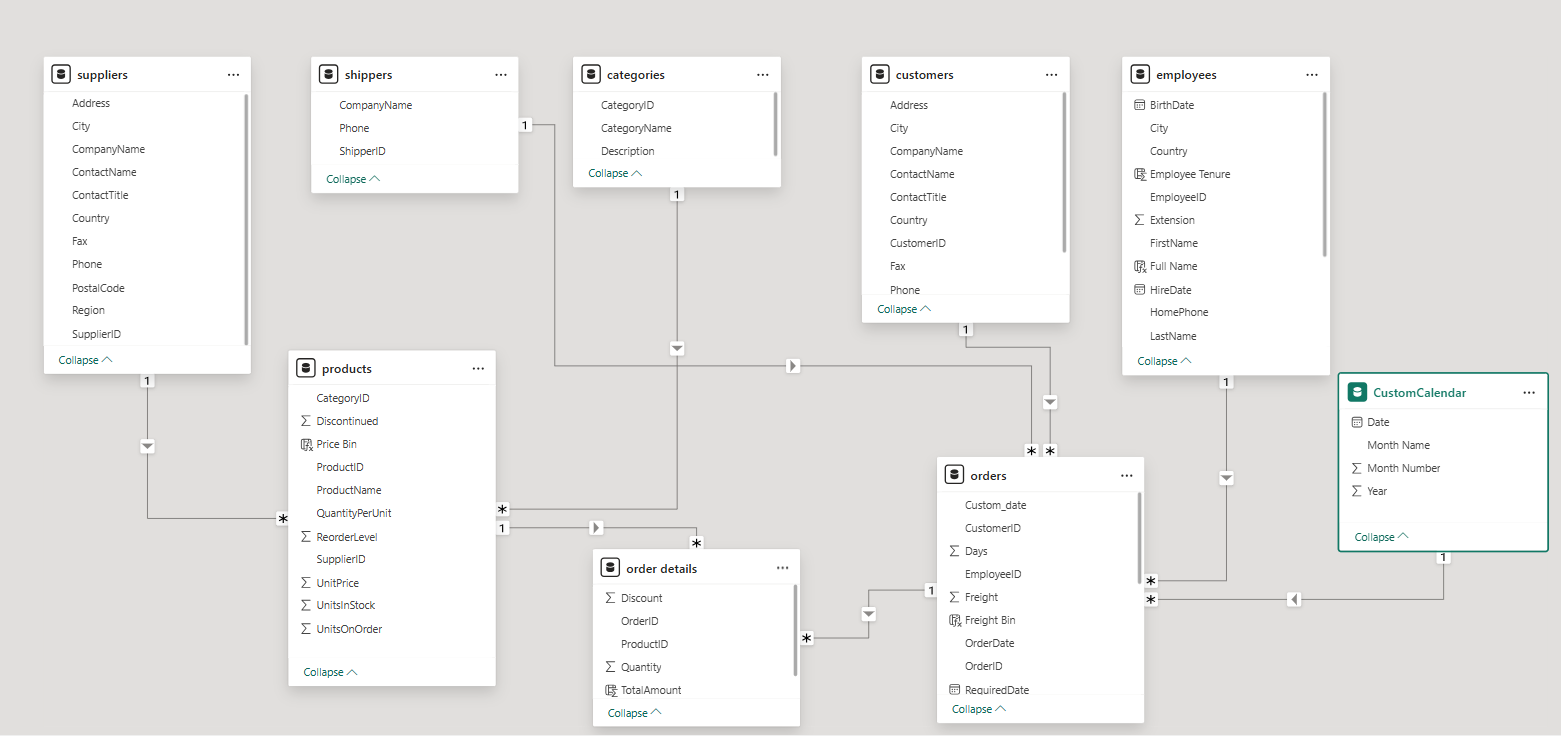 suppliers
Address
City
CompanyName
ContactName
ContactTitle
Country
Fax
Phone
PostalCode
Region
SupplierID
Collapse
1
*
shippers
CompanyName
Phone
ShipperID
Collapse
1
*
categories
CategoryID
CategoryName
Description
Collapse
1
*
customers
Address
City
CompanyName
ContactName
ContactTitle
Country
CustomerID
Fax
Phone
Collapse
1
*
employees
BirthDate
City
Country
Employee Tenure
EmployeeID
Extension
FirstName
Full Name
HireDate
HomePhone
LastName
Collapse
1
*
CustomCalendar
Date
Month Name
Month Number
Year
Collapse
1
*
products
CategoryID
Discontinued
Price Bin
ProductID
ProductName
QuantityPerUnit
ReorderLevel
SupplierID
UnitPrice
UnitsInStock
UnitsOnOrder
Collapse
1
*
order details
Discount
OrderID
ProductID
Quantity
TotalAmount
Collapse
*
1
orders
Custom_date
CustomerID
Days
EmployeeID
Freight
Freight Bin
OrderDate
OrderID
RequiredDate
Collapse